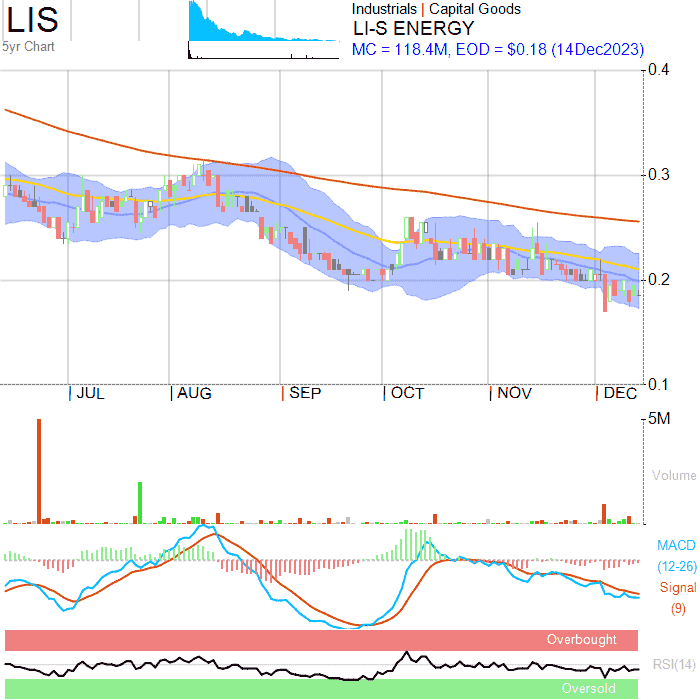 LIS
5yr Chart
Industrials | Capital Goods
LI-S ENERGY
MC = 118.4M, EOD = $0.18 (14Dec2023)
0.4
0.3
0.2
0.1
JUL
AUG
SEP
OCT
NOV
DEC
5M
Volume
MACD
(12-26)
Signal
(9)
Overbought
RSI(14)
Oversold